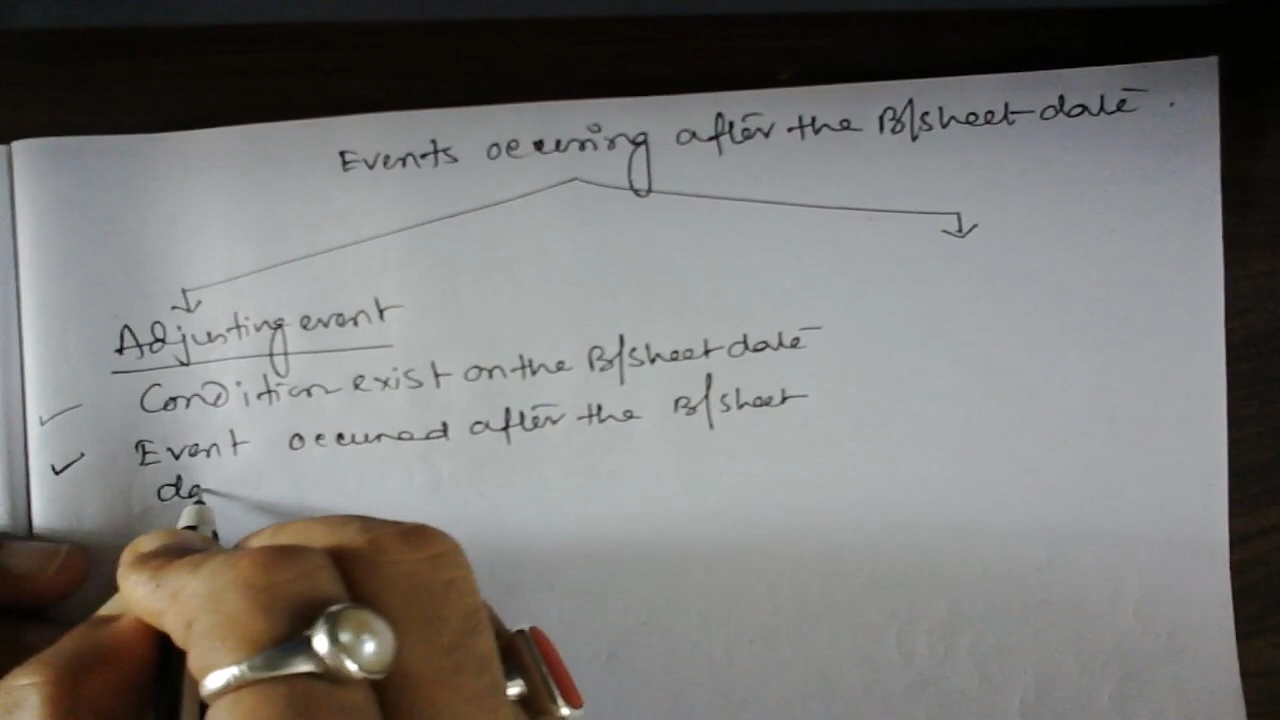 Events occuring after the B/sheet date.
Adjusting event
Condition exist on the B/sheet date
Event occured after the B/sheet
da